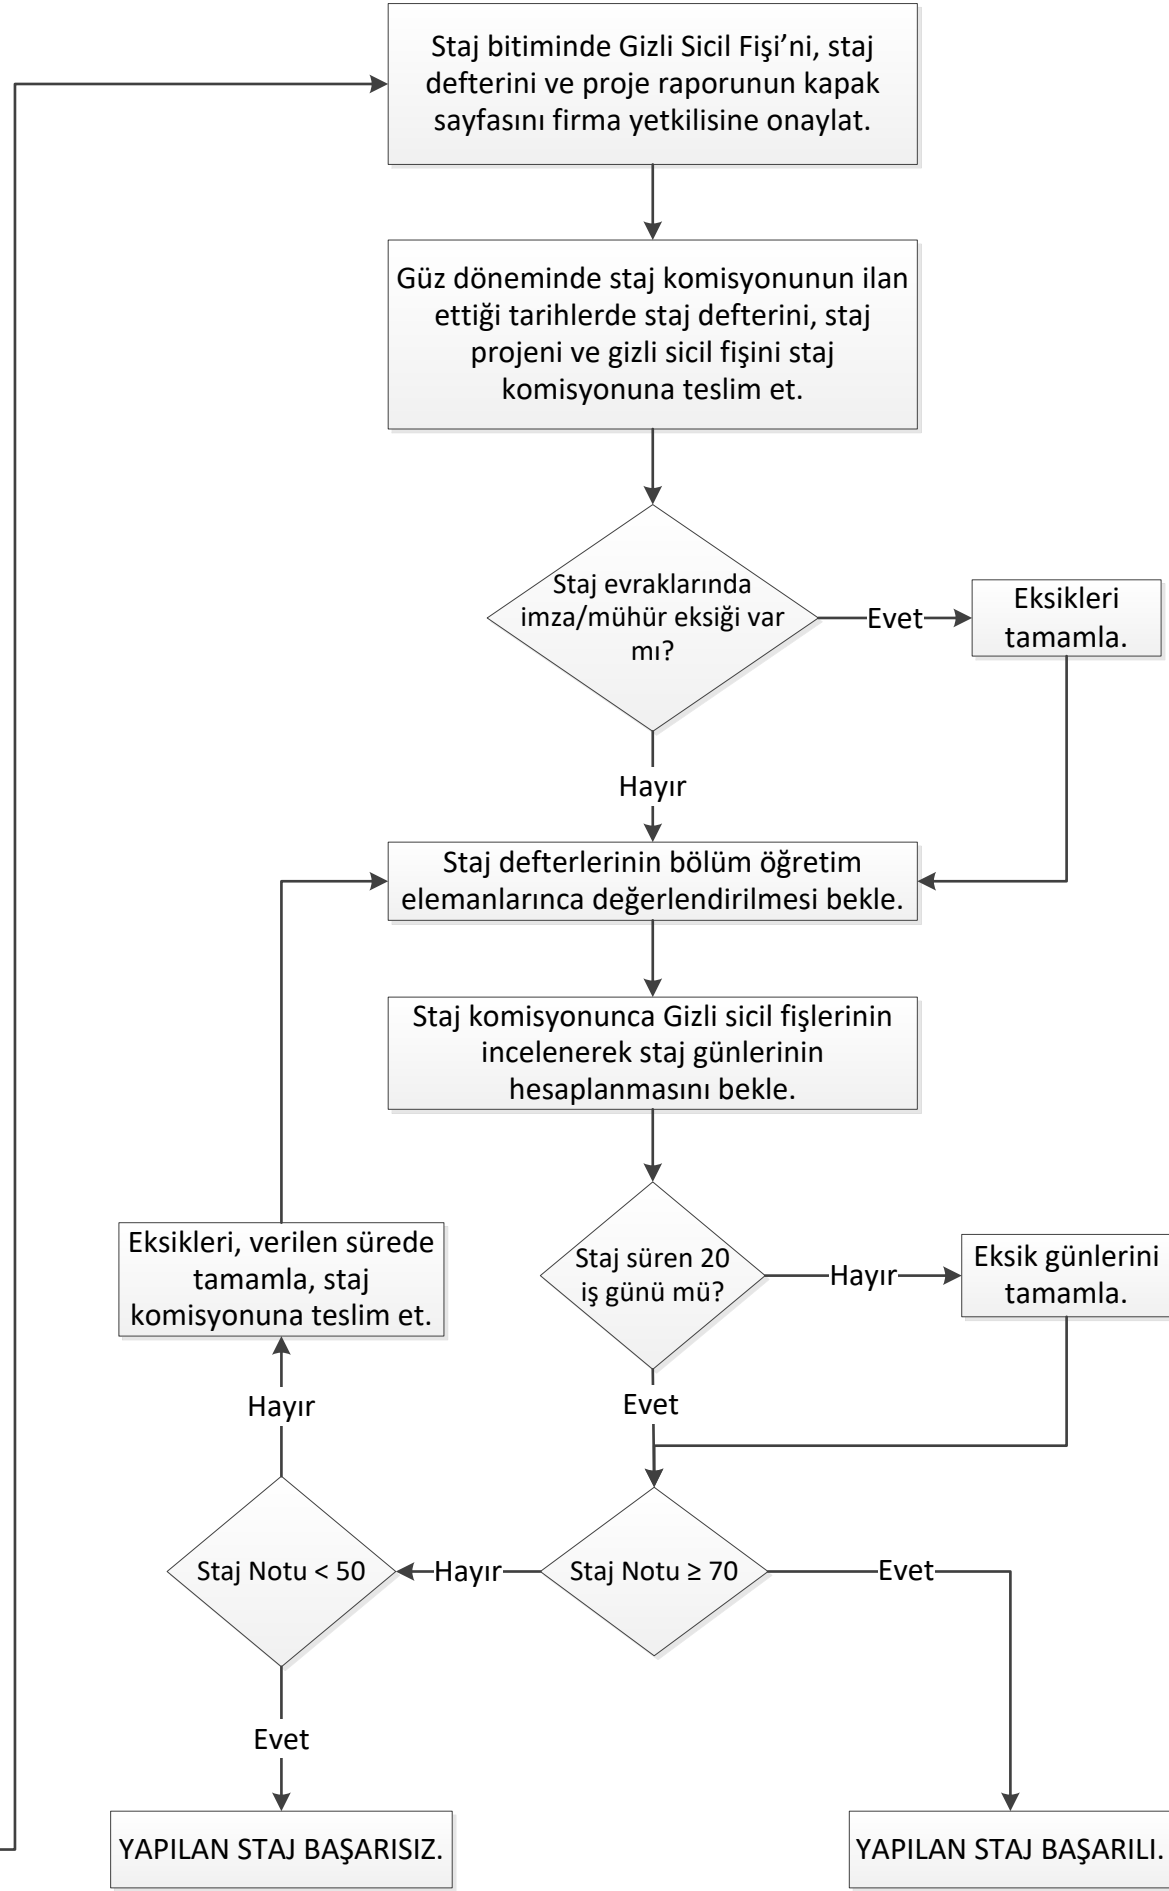 Staj bitiminde Gizli Sicil Fişi’ni, staj
defterini ve proje raporunun kapak
sayfasını firma yetkilisine onaylat.
Güz döneminde staj komisyonunun ilan
ettiği tarihlerde staj defterini, staj
projeni ve gizli sicil fişini staj
komisyonuna teslim et.
Staj evraklarında
imza/mühür eksiği var
mı?
Evet
Eksikleri
tamamla.
Hayır
Staj defterlerinin bölüm öğretim
elemanlarınca değerlendirilmesi bekle.
Staj komisyonunca Gizli sicil fişlerinin
incelenerek staj günlerinin
hesaplanmasını bekle.
Staj süren 20
iş günü mü?
Hayır
Eksik günlerini
tamamla.
Evet
Eksikleri, verilen sürede
tamamla, staj
komisyonuna teslim et.
Hayır
Staj Notu < 50
Hayır
Staj Notu ≥ 70
Evet
Evet
YAPILAN STAJ BAŞARISIZ.
YAPILAN STAJ BAŞARILI.